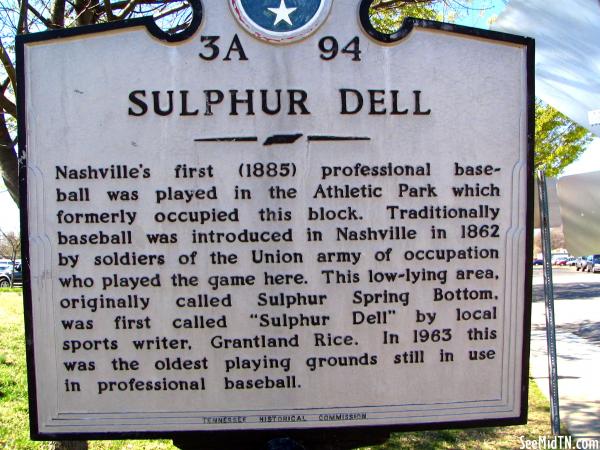 3A 94
SULPHUR DELL
Nashville's first (1885) professional base-
ball was played in the Athletic Park which
formerly occupied this block. Traditionally
baseball was introduced in Nashville in 1862
by soldiers of the Union army of occupation
who played the game here. This low-lying area,
originally called Sulphur Spring Bottom,
was first called "Sulphur Dell" by local
sports writer, Grantland Rice. In 1963 this
was the oldest playing grounds still in use
in professional baseball.
TENNESSEE HISTORICAL COMMISSION
SeeMidTN.com